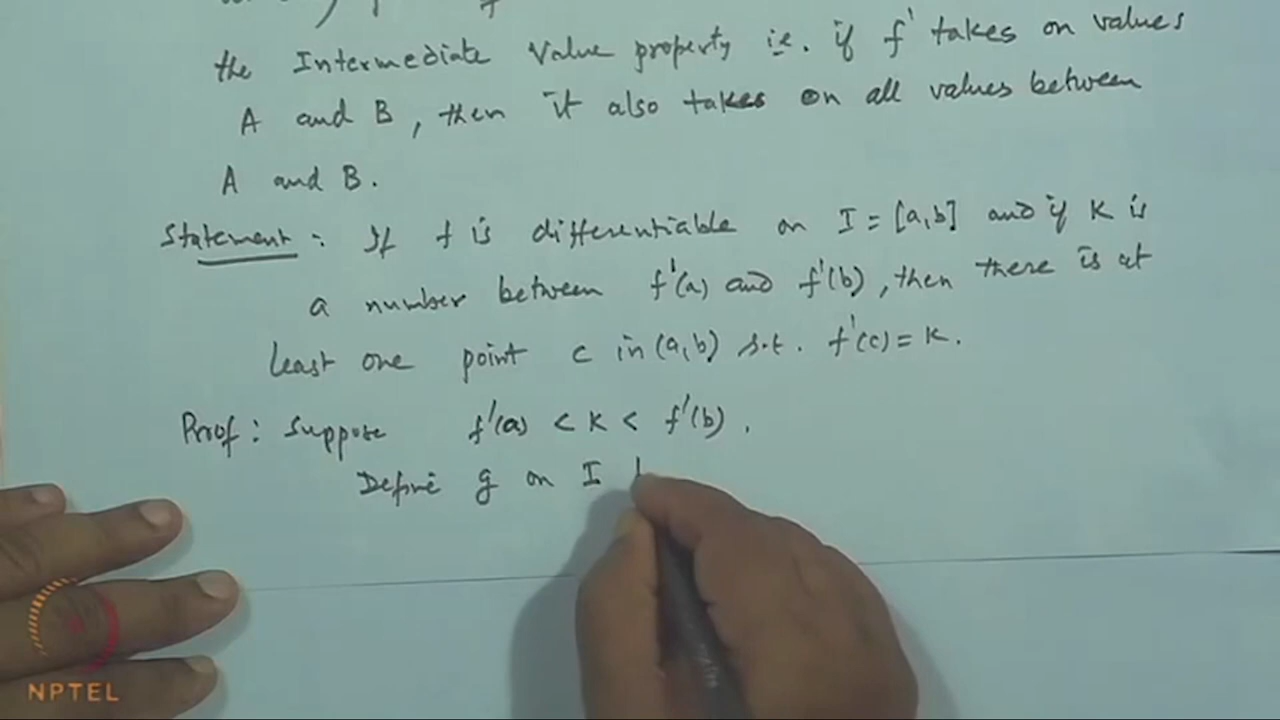 the Intermediate Value property i.e. if f' takes on values
A and B, then it also takes on all values between
A and B.
Statement: If f is differentiable on I = [a,b] and if K is
a number between f'(a) and f'(b), then there is at
least one point c in (a,b) s.t. f'(c) = K.
Proof: Suppose f'(a) < K < f'(b).
Define g on I
NPTEL